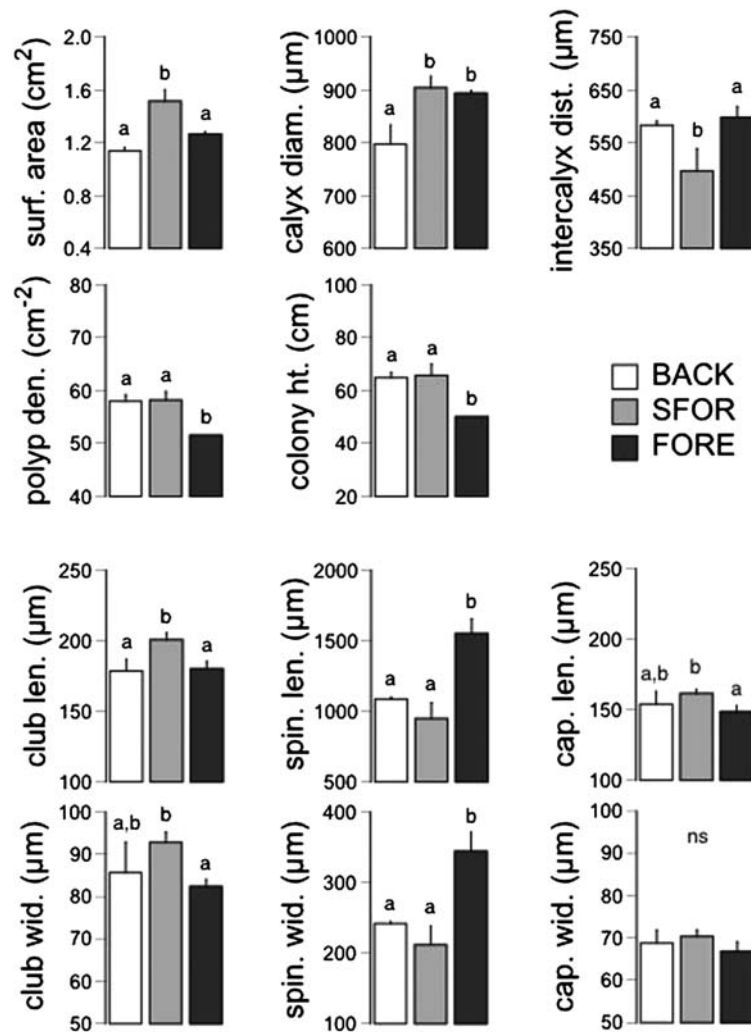 surf. area (cm²)
2.0
1.6
1.2
0.8
0.4
a
b
a
calyx diam. (µm)
1000
900
800
700
600
a
b
b
intercalyx dist. (µm)
750
650
550
450
350
a
b
a
polyp den. (cm⁻²)
80
70
60
50
40
a
a
b
colony ht. (cm)
100
80
60
40
20
a
a
b
BACK
SFOR
FORE
club len. (µm)
250
200
150
100
a
b
a
spin. len. (µm)
2000
1500
1000
500
a
a
b
cap. len. (µm)
250
200
150
100
a,b
b
a
club wid. (µm)
100
90
80
70
60
50
a,b
b
a
spin. wid. (µm)
400
300
200
100
a
a
b
cap. wid. (µm)
100
90
80
70
60
50
ns